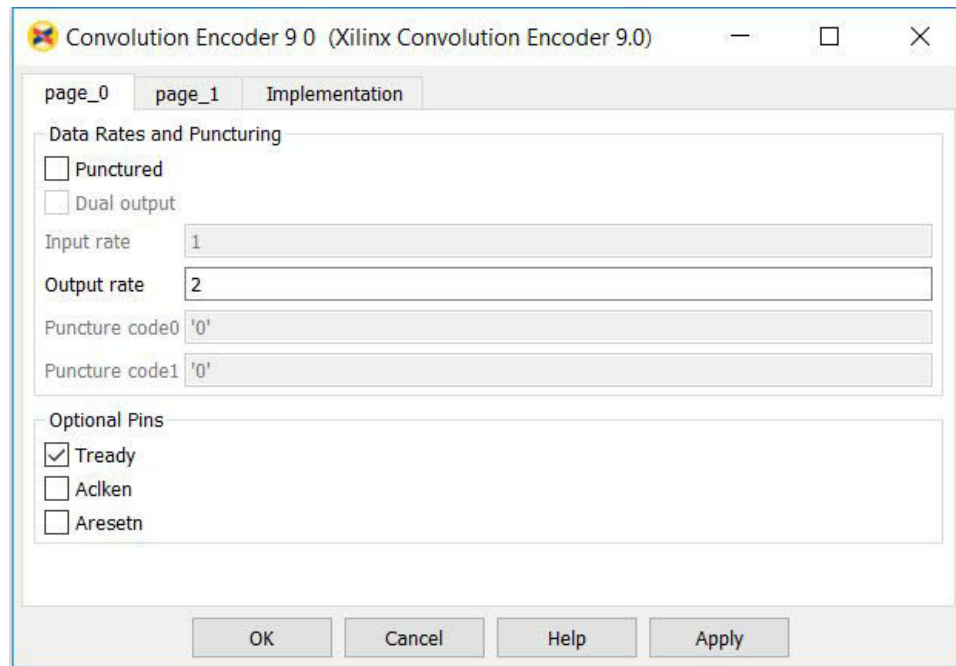 Convolution Encoder 9 0 (Xilinx Convolution Encoder 9.0)
page_0 page_1 Implementation
Data Rates and Puncturing
Punctured
Dual output
Input rate 1
Output rate 2
Puncture code0 '0'
Puncture code1 '0'
Optional Pins
Tready
Aclken
Aresetn
OK Cancel Help Apply